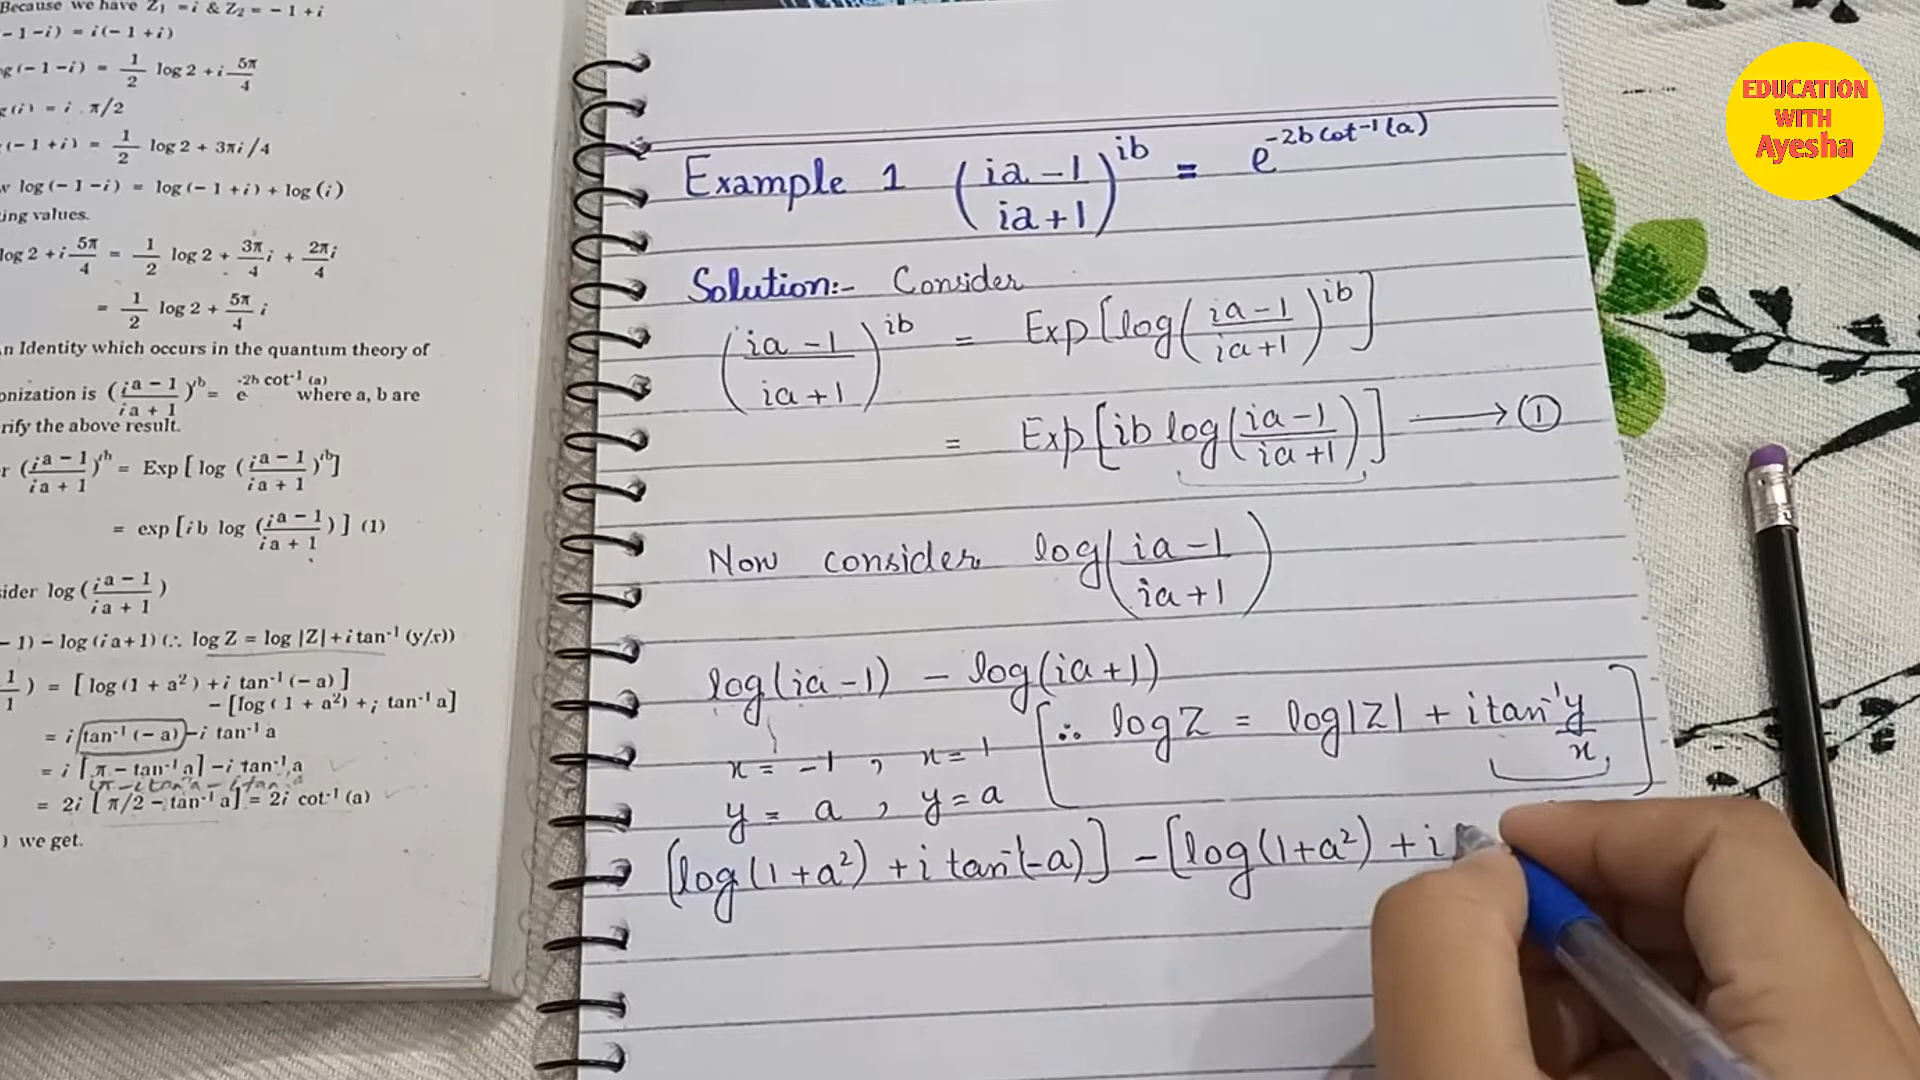 Because we have Z₁ = i & Z₂ = − 1 + i
− 1 − i) = i(− 1 + i)
g(− 1 − i) = 1/2 log 2 + i 5π/4
(i) = i . π/2
(− 1 + i) = 1/2 log 2 + 3πi/4
log(− 1 − i) = log(− 1 + i) + log(i)
ing values.
log 2 + i 5π/4 = 1/2 log 2 + 3π/4 i + 2π/4 i
= 1/2 log 2 + 5π/4 i
n Identity which occurs in the quantum theory of
onization is (ia − 1/ia + 1)^ib = e^-2b cot⁻¹(a) where a, b are
rify the above result.
r (ia − 1/ia + 1)^ib = Exp [ log (ia − 1/ia + 1)^ib ]
= exp [ i b log (ia − 1/ia + 1) ] (1)
sider log (ia − 1/ia + 1)
− 1) − log (i a + 1) (∴ log Z = log |Z| + i tan⁻¹ (y/x))
1/1 ) = [ log (1 + a²) + i tan⁻¹ (− a) ]
− [log ( 1 + a²) + i tan⁻¹ a]
= i tan⁻¹ (− a) − i tan⁻¹ a
= i [ π − tan⁻¹ a] − i tan⁻¹ a
iπ − i tan⁻¹a − i tan⁻¹a
= 2i [ π/2 − tan⁻¹ a] = 2i cot⁻¹ (a)
) we get.
EDUCATION
WITH
Ayesha
Example 1 (ia − 1/ia + 1)^ib = e^-2b cot⁻¹(a)
Solution:- Consider
(ia − 1/ia + 1)^ib = Exp[log(ia − 1/ia + 1)^ib]
= Exp[ib log(ia − 1/ia + 1)] → ①
Now consider log(ia − 1/ia + 1)
log(ia − 1) − log(ia + 1)
[∴ log Z = log|Z| + i tan⁻¹ y/x]
x = −1 , x = 1
y = a , y = a
[log(1 + a²) + i tan⁻¹(−a)] − [log(1 + a²) + i